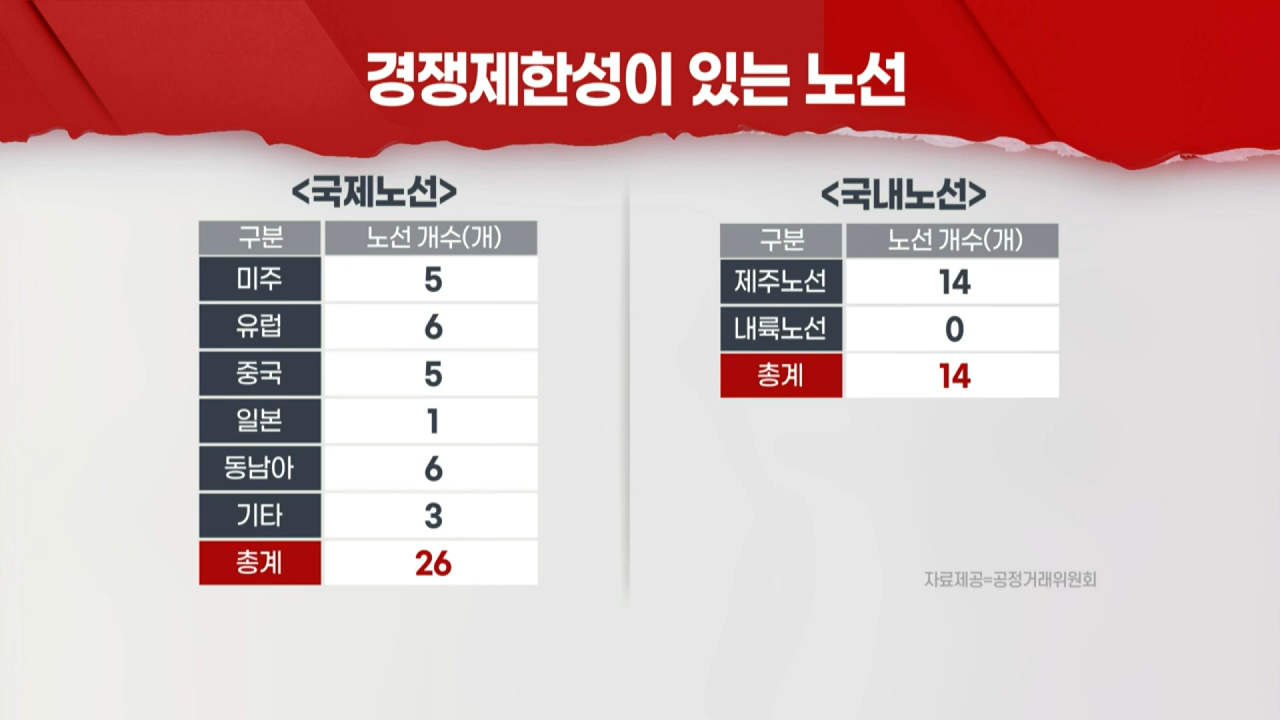 경쟁제한성이 있는 노선
<국제노선>
구분 노선 개수(개)
미주 5
유럽 6
중국 5
일본 1
동남아 6
기타 3
총계 26
<국내노선>
구분 노선 개수(개)
제주노선 14
내륙노선 0
총계 14
자료제공=공정거래위원회